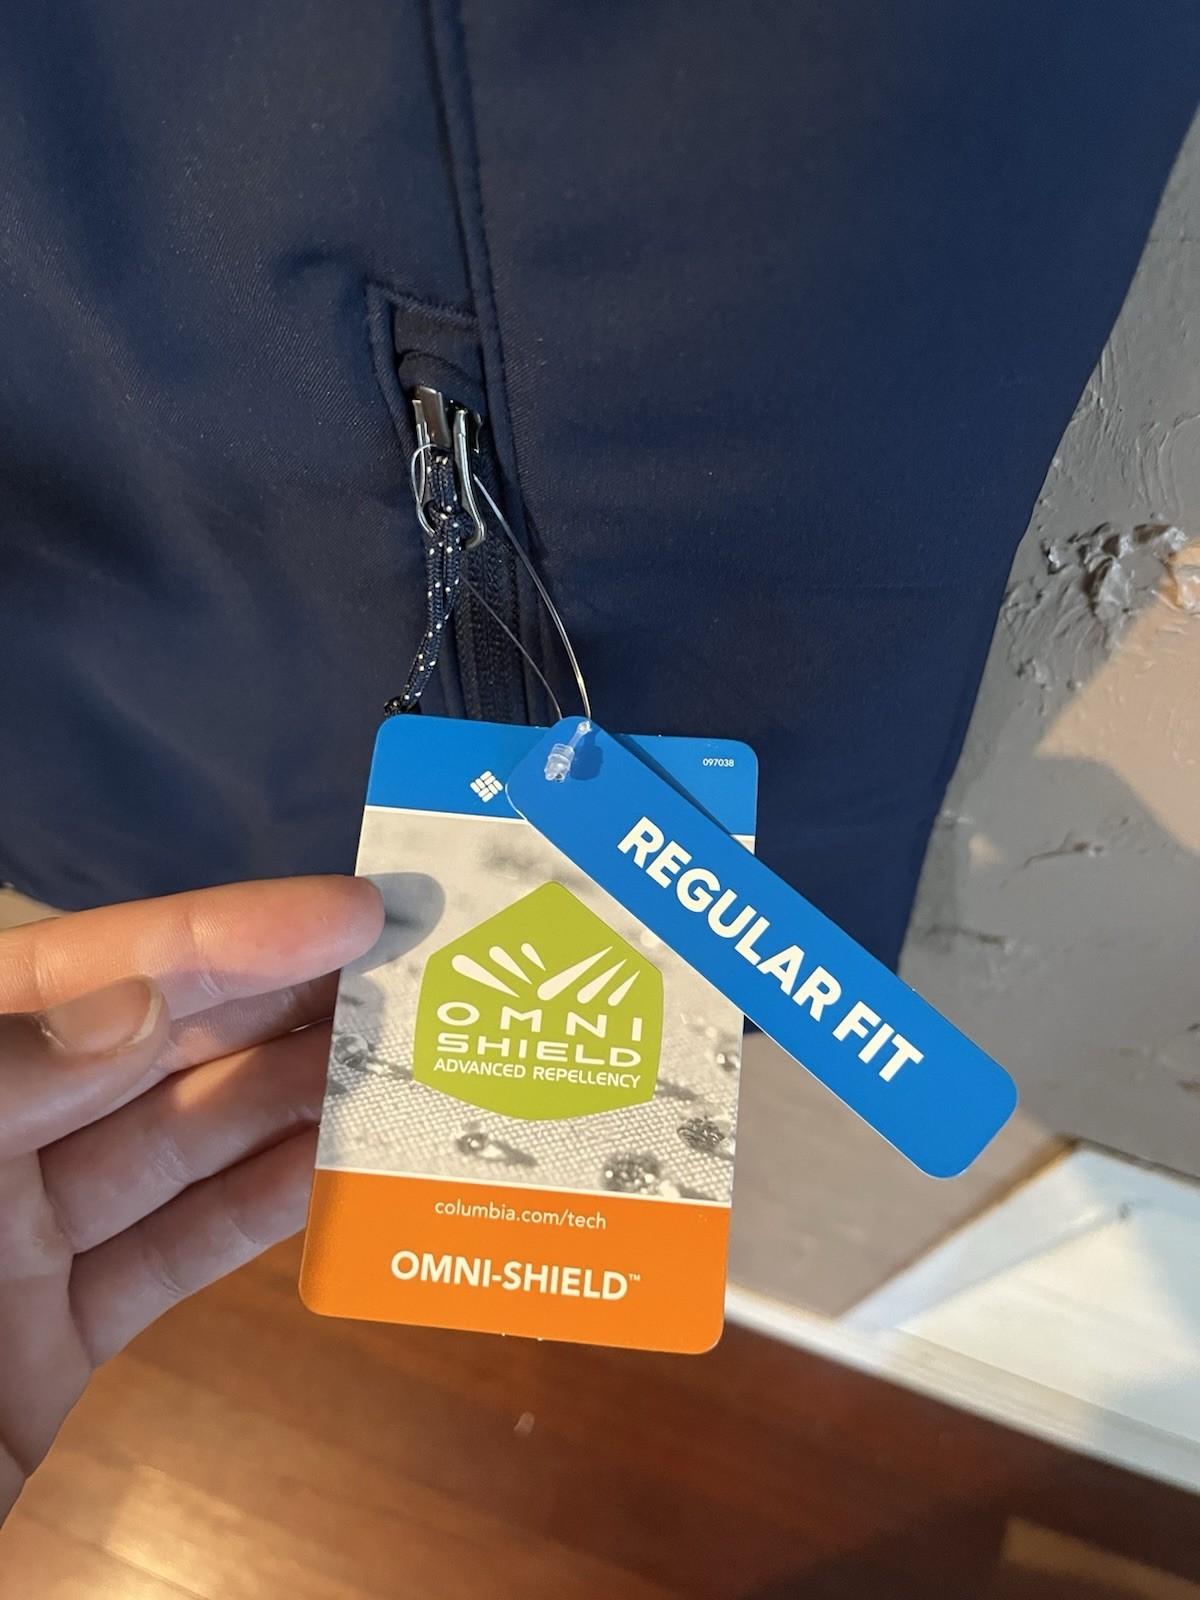 097038
REGULAR FIT
OMNI
SHIELD
ADVANCED REPELLENCY
columbia.com/tech
OMNI-SHIELD™